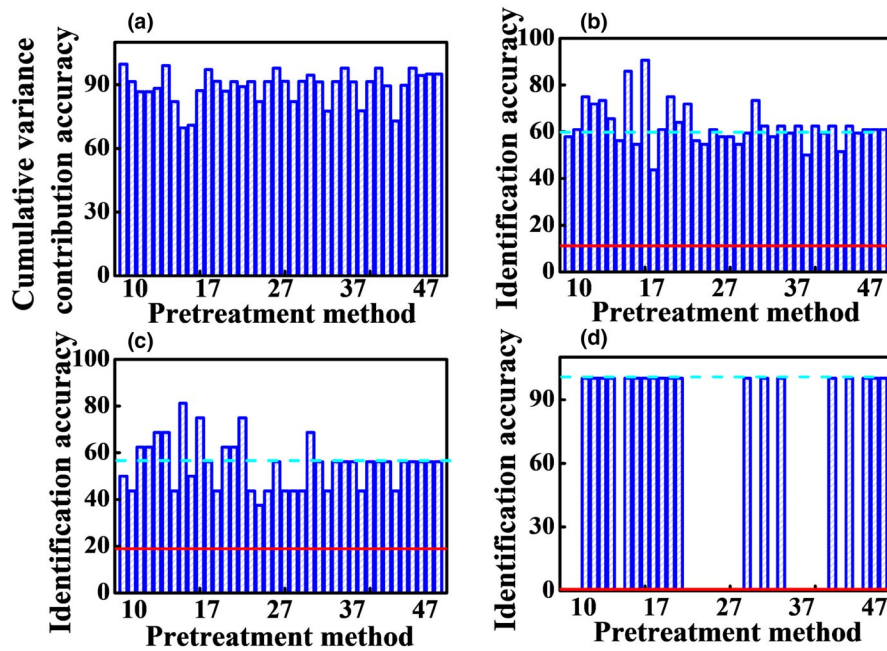 (a)
Cumulative variance
contribution accuracy
90
60
30
0
10 17 27 37 47
Pretreatment method
(b)
Identification accuracy
100
80
60
40
20
0
10 17 27 37 47
Pretreatment method
(c)
Identification accuracy
100
80
60
40
20
0
10 17 27 37 47
Pretreatment method
(d)
Identification accuracy
90
60
30
0
10 17 27 37 47
Pretreatment method